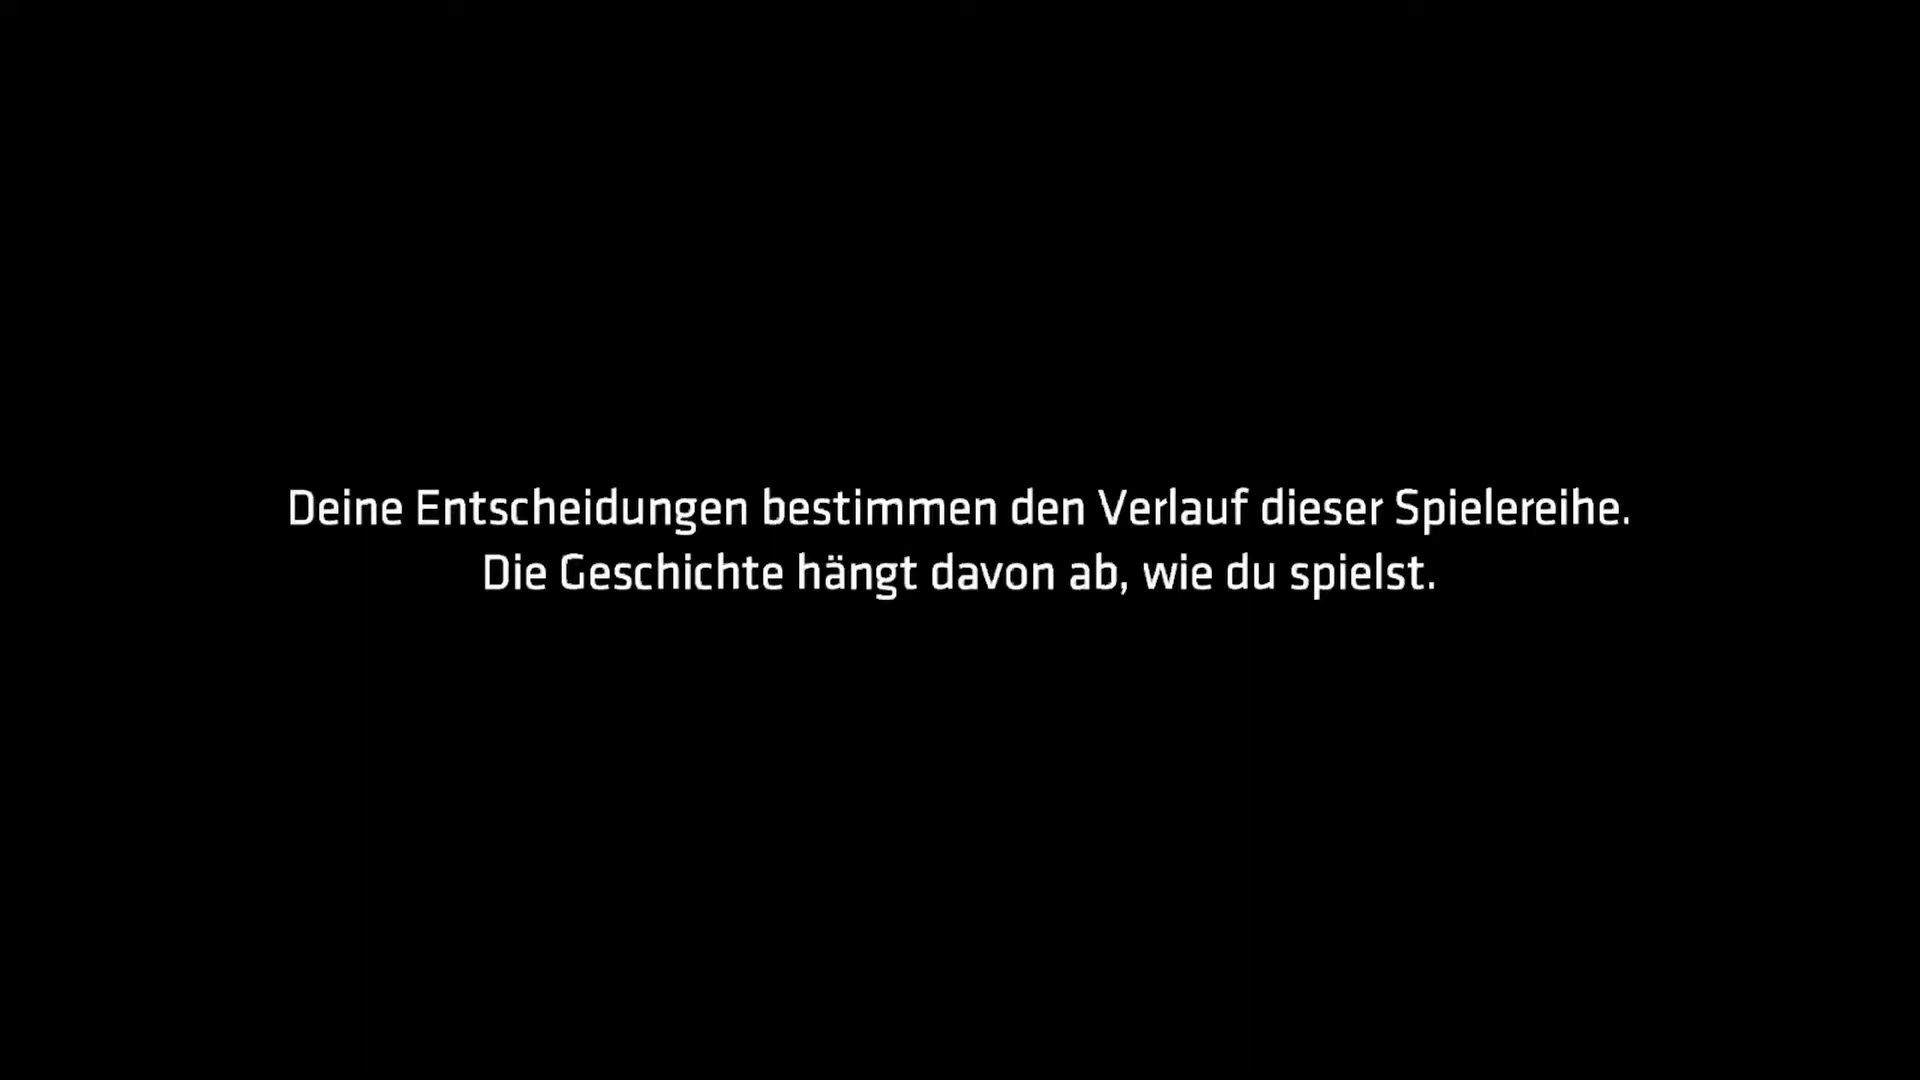 Deine Entscheidungen bestimmen den Verlauf dieser Spielereihe.
Die Geschichte hängt davon ab, wie du spielst.